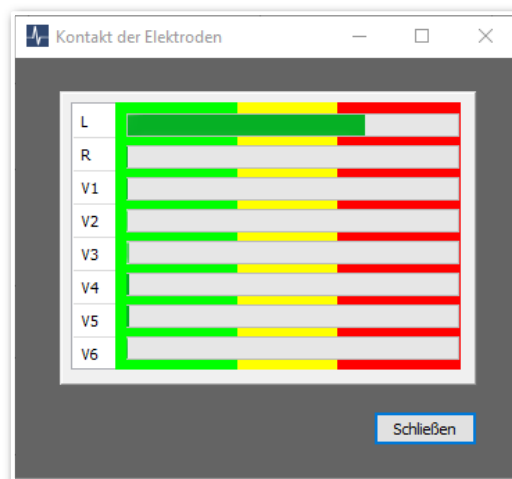 Kontakt der Elektroden
L
R
V1
V2
V3
V4
V5
V6
Schließen